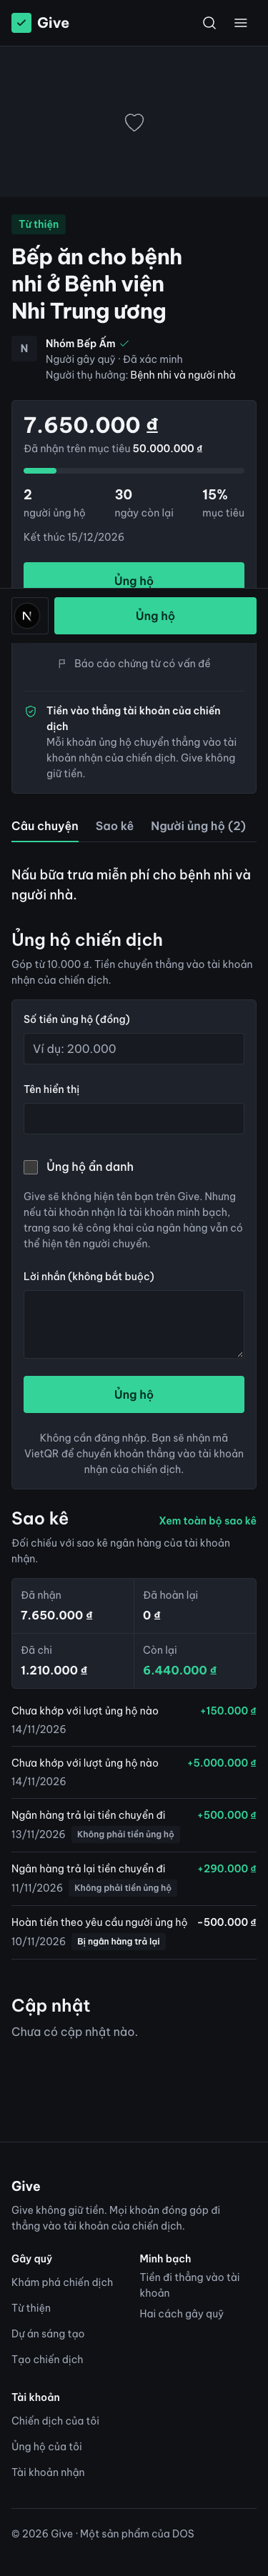 Give
Từ thiện
Bếp ăn cho bệnh
nhi ở Bệnh viện
Nhi Trung ương
N
Nhóm Bếp Ấm
Người gây quỹ · Đã xác minh
Người thụ hưởng: Bệnh nhi và người nhà
7.650.000 ₫
Đã nhận trên mục tiêu 50.000.000 ₫
2
người ủng hộ
30
ngày còn lại
15%
mục tiêu
Kết thúc 15/12/2026
Ủng hộ
N
Ủng hộ
Báo cáo chứng từ có vấn đề
Tiền vào thẳng tài khoản của chiến
dịch
Mỗi khoản ủng hộ chuyển thẳng vào tài
khoản nhận của chiến dịch. Give không
giữ tiền.
Câu chuyện
Sao kê
Người ủng hộ (2)
Nấu bữa trưa miễn phí cho bệnh nhi và
người nhà.
Ủng hộ chiến dịch
Góp từ 10.000 ₫. Tiền chuyển thẳng vào tài khoản
nhận của chiến dịch.
Số tiền ủng hộ (đồng)
Ví dụ: 200.000
Tên hiển thị
Ủng hộ ẩn danh
Give sẽ không hiện tên bạn trên Give. Nhưng
nếu tài khoản nhận là tài khoản minh bạch,
trang sao kê công khai của ngân hàng vẫn có
thể hiện tên người chuyển.
Lời nhắn (không bắt buộc)
Ủng hộ
Không cần đăng nhập. Bạn sẽ nhận mã
VietQR để chuyển khoản thẳng vào tài khoản
nhận của chiến dịch.
Sao kê
Xem toàn bộ sao kê
Đối chiếu với sao kê ngân hàng của tài khoản
nhận.
Đã nhận
7.650.000 ₫
Đã hoàn lại
0 ₫
Đã chi
1.210.000 ₫
Còn lại
6.440.000 ₫
Chưa khớp với lượt ủng hộ nào
+150.000 ₫
14/11/2026
Chưa khớp với lượt ủng hộ nào
+5.000.000 ₫
14/11/2026
Ngân hàng trả lại tiền chuyển đi
+500.000 ₫
13/11/2026
Không phải tiền ủng hộ
Ngân hàng trả lại tiền chuyển đi
+290.000 ₫
11/11/2026
Không phải tiền ủng hộ
Hoàn tiền theo yêu cầu người ủng hộ
−500.000 ₫
10/11/2026
Bị ngân hàng trả lại
Cập nhật
Chưa có cập nhật nào.
Give
Give không giữ tiền. Mọi khoản đóng góp đi
thẳng vào tài khoản của chiến dịch.
Gây quỹ
Khám phá chiến dịch
Từ thiện
Dự án sáng tạo
Tạo chiến dịch
Minh bạch
Tiền đi thẳng vào tài
khoản
Hai cách gây quỹ
Tài khoản
Chiến dịch của tôi
Ủng hộ của tôi
Tài khoản nhận
© 2026 Give · Một sản phẩm của DOS